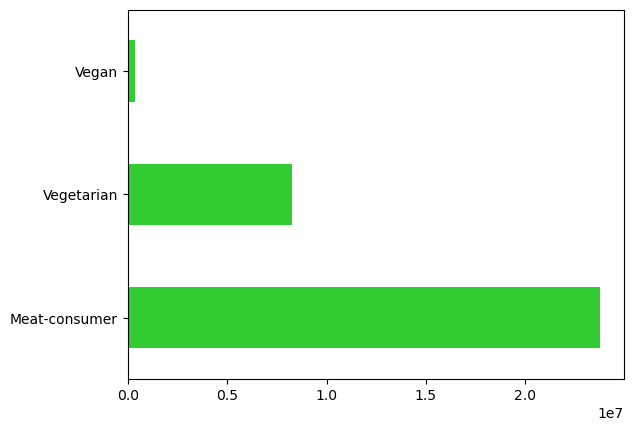 Vegan
Vegetarian
Meat-consumer
0.0 0.5 1.0 1.5 2.0
1e7